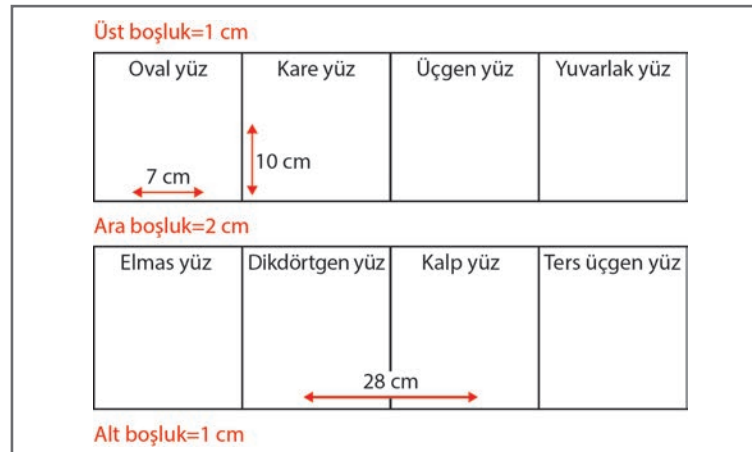 Üst boşluk=1 cm
Oval yüz
Kare yüz
Üçgen yüz
Yuvarlak yüz
7 cm
10 cm
Ara boşluk=2 cm
Elmas yüz
Dikdörtgen yüz
Kalp yüz
Ters üçgen yüz
28 cm
Alt boşluk=1 cm